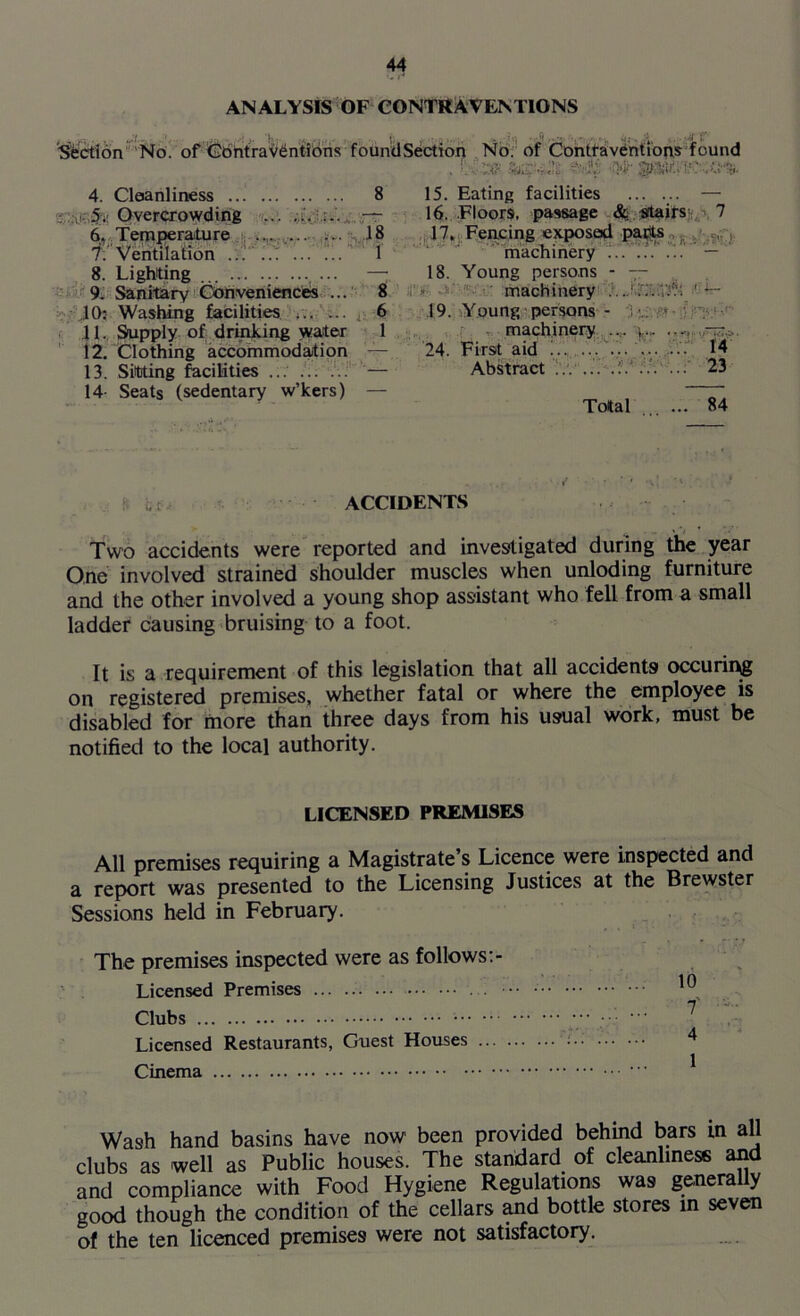 44
ANALYSIS OF CONTRAVENTIONS
Section No. of Contraventions found
4. Cleanliness ... ... ... ... 8
5. Overcrowding ... ... ... —
6. Temperature ... ... ... 18
7. Ventilation ... ... ... ... 1
8. Lighting ... ... ... ... —
9. Sanitary Conveniences ... 8
10: Washing facilities ... ... 6
11. Supply of drinking water 1
12. Clothing accommodation —
13. Sitting facilities ... ... ... —
14- Seats (sedentary w'kers) —
Section No. of Contraventions found
15. Eating facilities ... ... —
16. Floors, passage & stairs 7
17. Fencing exposed parts
machinery ... ... ... —
18. Young persons - —
machinery ... ... ... —
19. Young persons -
machinery ... ... ... —
24. First aid ... ... ... ... ... 14
Abstract ... ... ... ... ... 23
Total ... ... 84
ACCIDENTS
Two accidents were reported and investigated during the year
One involved strained shoulder muscles when unloding furniture
and the other involved a young shop assistant who fell from a small
ladder causing bruising to a foot.
It is a requirement of this legislation that all accidents occuring
on registered premises, whether fatal or where the employee is
disabled for more than three days from his usual work, must be
notified to the local authority.
LICENSED PREMISES
All premises requiring a Magistrate's Licence were inspected and
a report was presented to the Licensing Justices at the Brewster
Sessions held in February.
The premises inspected were as follows:-
Licensed Premises ... ... ... ... ... ... ... ... ... ... ... 10
Clubs ... ... ... ... ... ... ... ... ... ... ... ... ... ... 7
Licensed Restaurants, Guest Houses ... ... ... ... ... ... 4
Cinema ... ... ... ... ... ... ... ... ... ... ... ... ... ... 1
Wash hand basins have now been provided behind bars in all
clubs as well as Public houses. The standard of cleanliness and
and compliance with Food Hygiene Regulations was generally
good though the condition of the cellars and bottle stores in seven
of the ten licenced premises were not satisfactory.